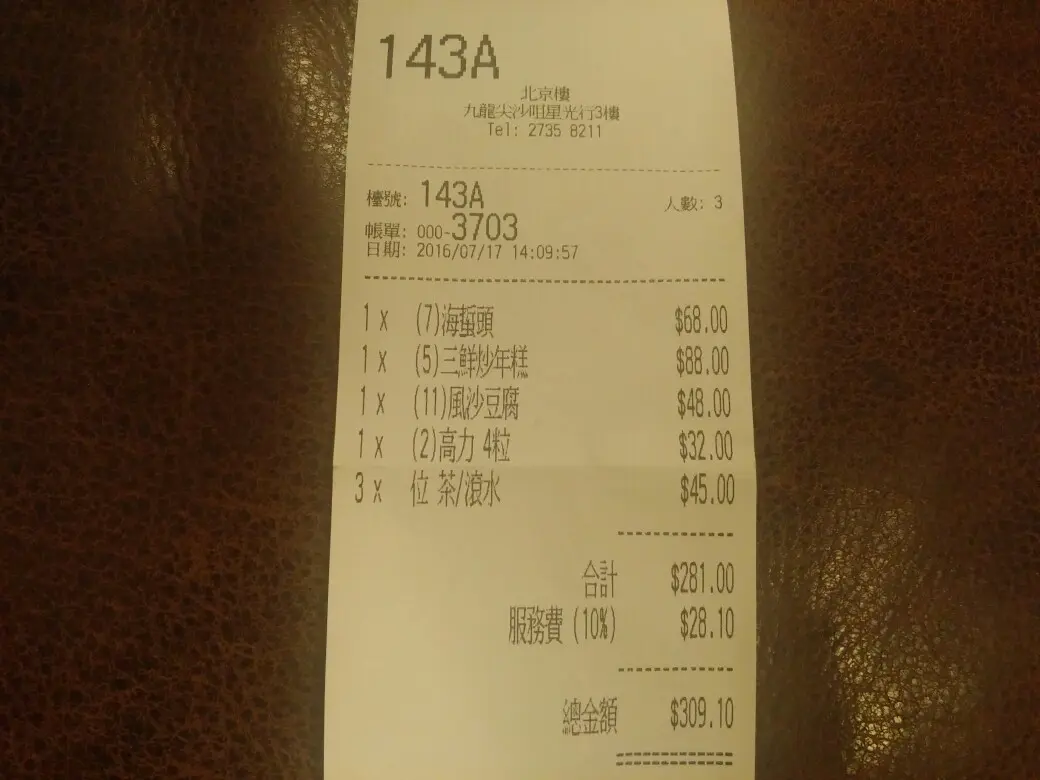 143A
北京樓
九龍尖沙咀星光行3樓
Tel: 2735 8211
檯號: 143A 人數: 3
帳單: 000-3703
日期: 2016/07/17 14:09:57
1 x (7)海蜇頭 $68.00
1 x (5)三鮮炒年糕 $88.00
1 x (11)風沙豆腐 $48.00
1 x (2)高力 4粒 $32.00
3 x 位 茶/滾水 $45.00
合計 $281.00
服務費 (10%) $28.10
總金額 $309.10